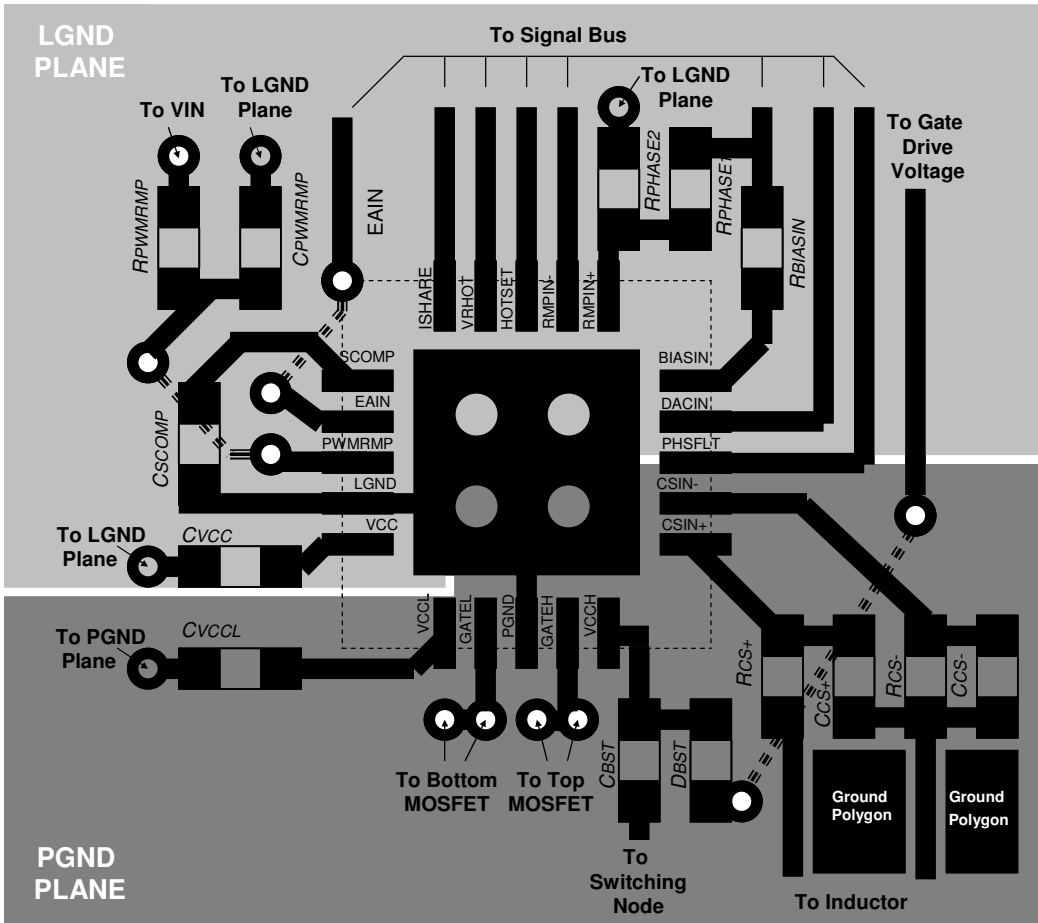 LGND
PLANE
To Signal Bus
To LGND
Plane
To VIN
To LGND
Plane
To Gate
Drive
Voltage
RPWMRMP
CPWMRMP
EAIN
RPHASE2
RPHASE1
RBIASIN
ISHARE
VRHOT
HOTSET
RMPIN-
RMPIN+
SCOMP
EAIN
PWMRMP
LGND
VCC
BIASIN
DACIN
PHSFLT
CSIN-
CSIN+
CSCOMP
To LGND
Plane
CVCC
VCCL
GATEL
PGND
GATEH
VCCH
To PGND
Plane
CVCCL
RCS+
CCS+
RCS-
CCS-
CBST
DBST
To Bottom
MOSFET
To Top
MOSFET
Ground
Polygon
Ground
Polygon
To
Switching
Node
To Inductor
PGND
PLANE